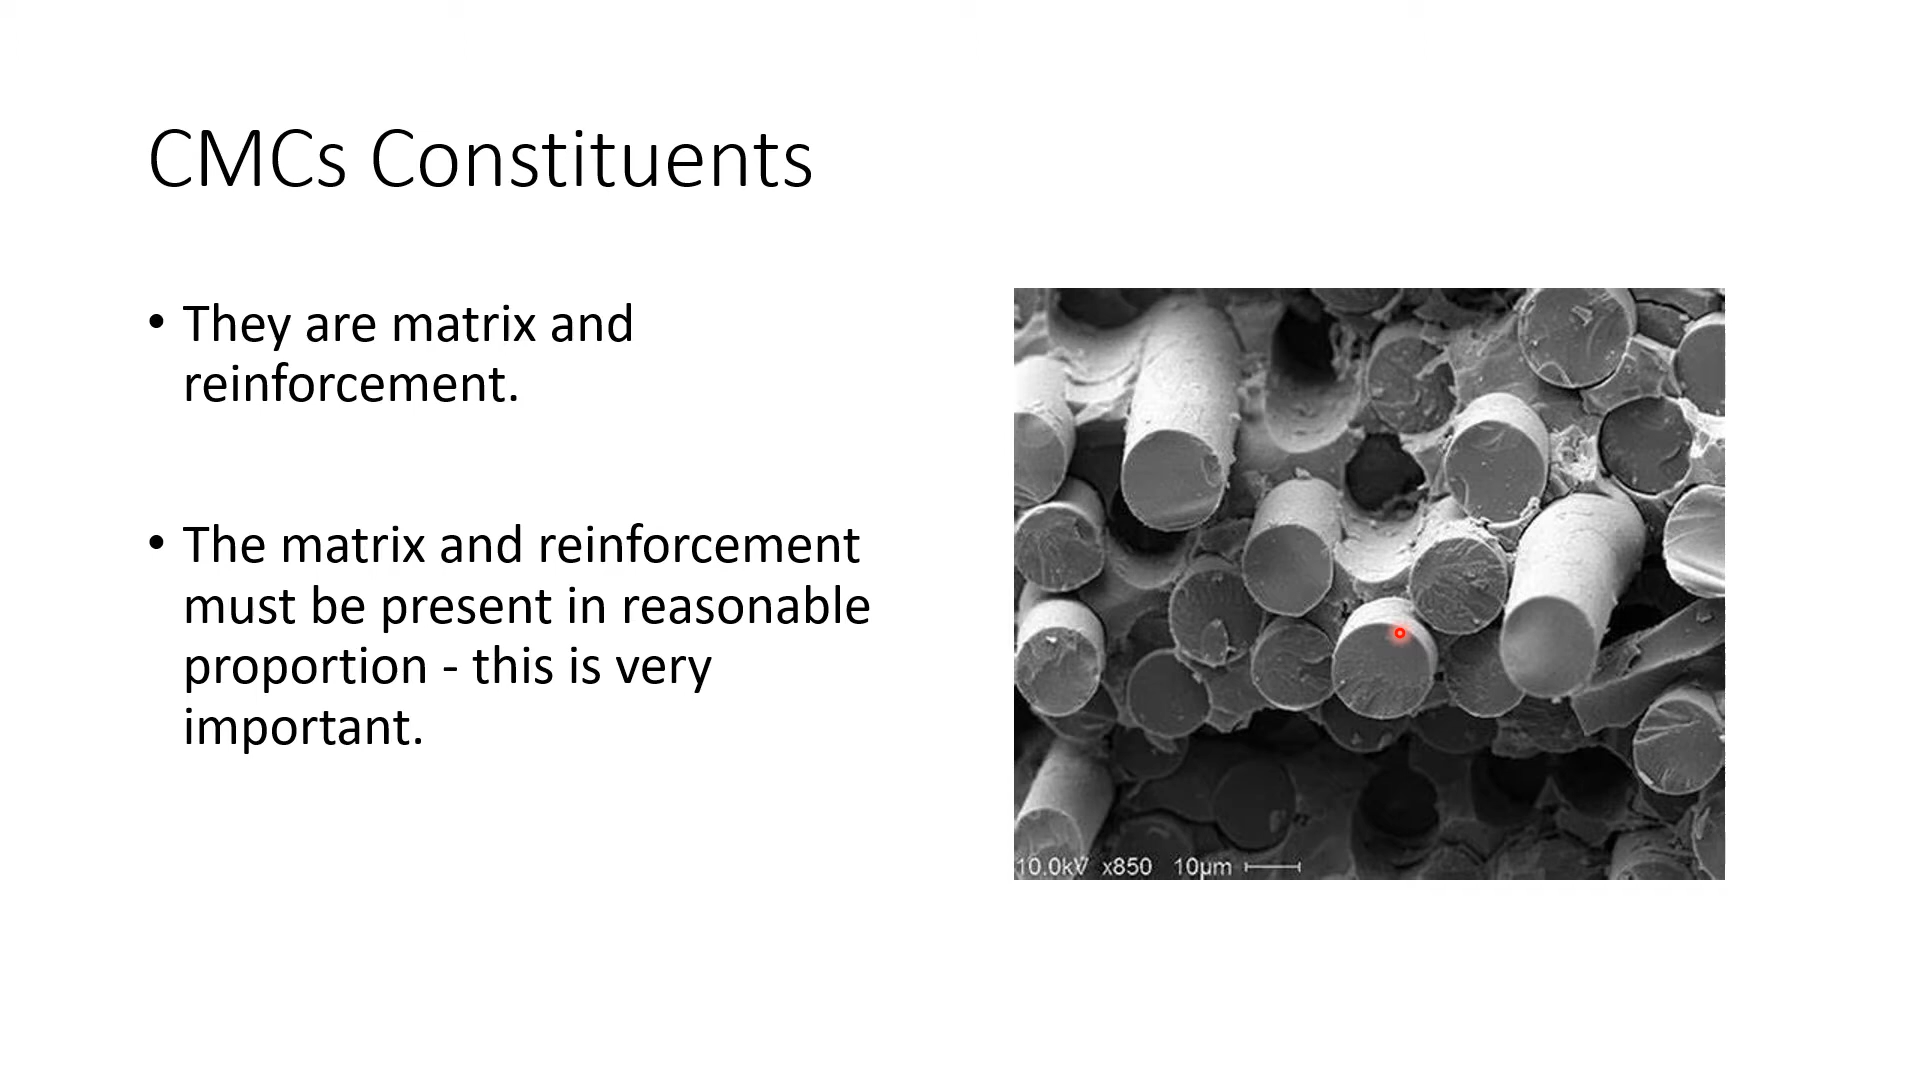 CMCs Constituents
• They are matrix and
reinforcement.
• The matrix and reinforcement
must be present in reasonable
proportion - this is very
important.
10.0kV x850 10µm